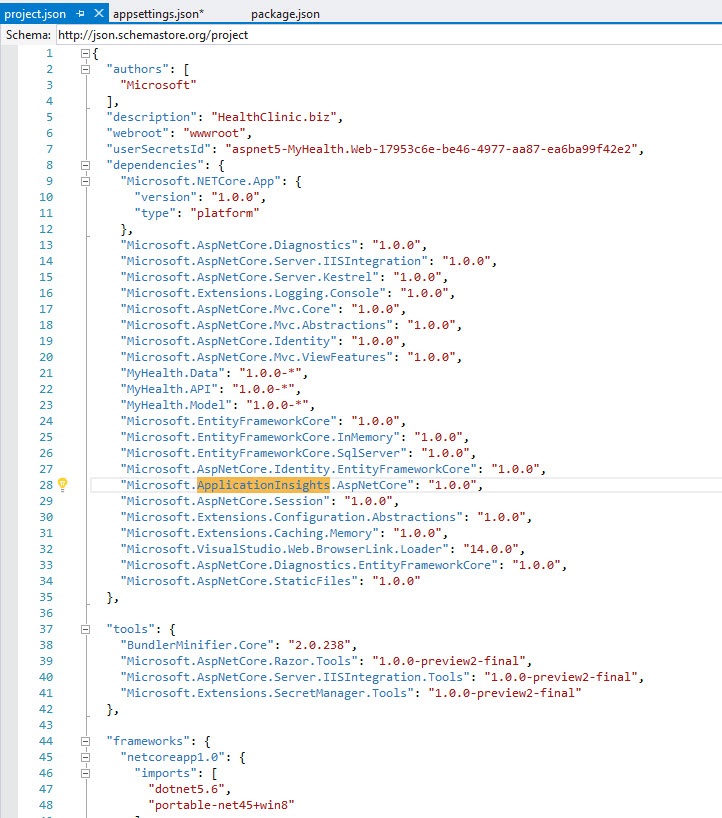 project.json appsettings.json* package.json
Schema: http://json.schemastore.org/project
1 {
2 "authors": [
3 "Microsoft"
4 ],
5 "description": "HealthClinic.biz",
6 "webroot": "wwwroot",
7 "userSecretsId": "aspnet5-MyHealth.Web-17953c6e-be46-4977-aa87-ea6ba99f42e2",
8 "dependencies": {
9 "Microsoft.NETCore.App": {
10 "version": "1.0.0",
11 "type": "platform"
12 },
13 "Microsoft.AspNetCore.Diagnostics": "1.0.0",
14 "Microsoft.AspNetCore.Server.IISIntegration": "1.0.0",
15 "Microsoft.AspNetCore.Server.Kestrel": "1.0.0",
16 "Microsoft.Extensions.Logging.Console": "1.0.0",
17 "Microsoft.AspNetCore.Mvc.Core": "1.0.0",
18 "Microsoft.AspNetCore.Mvc.Abstractions": "1.0.0",
19 "Microsoft.AspNetCore.Identity": "1.0.0",
20 "Microsoft.AspNetCore.Mvc.ViewFeatures": "1.0.0",
21 "MyHealth.Data": "1.0.0-*",
22 "MyHealth.API": "1.0.0-*",
23 "MyHealth.Model": "1.0.0-*",
24 "Microsoft.EntityFrameworkCore": "1.0.0",
25 "Microsoft.EntityFrameworkCore.InMemory": "1.0.0",
26 "Microsoft.EntityFrameworkCore.SqlServer": "1.0.0",
27 "Microsoft.AspNetCore.Identity.EntityFrameworkCore": "1.0.0",
28 "Microsoft.ApplicationInsights.AspNetCore": "1.0.0",
29 "Microsoft.AspNetCore.Session": "1.0.0",
30 "Microsoft.Extensions.Configuration.Abstractions": "1.0.0",
31 "Microsoft.Extensions.Caching.Memory": "1.0.0",
32 "Microsoft.VisualStudio.Web.BrowserLink.Loader": "14.0.0",
33 "Microsoft.AspNetCore.Diagnostics.EntityFrameworkCore": "1.0.0",
34 "Microsoft.AspNetCore.StaticFiles": "1.0.0"
35 },
36
37 "tools": {
38 "BundlerMinifier.Core": "2.0.238",
39 "Microsoft.AspNetCore.Razor.Tools": "1.0.0-preview2-final",
40 "Microsoft.AspNetCore.Server.IISIntegration.Tools": "1.0.0-preview2-final",
41 "Microsoft.Extensions.SecretManager.Tools": "1.0.0-preview2-final"
42 },
43
44 "frameworks": {
45 "netcoreapp1.0": {
46 "imports": [
47 "dotnet5.6",
48 "portable-net45+win8"